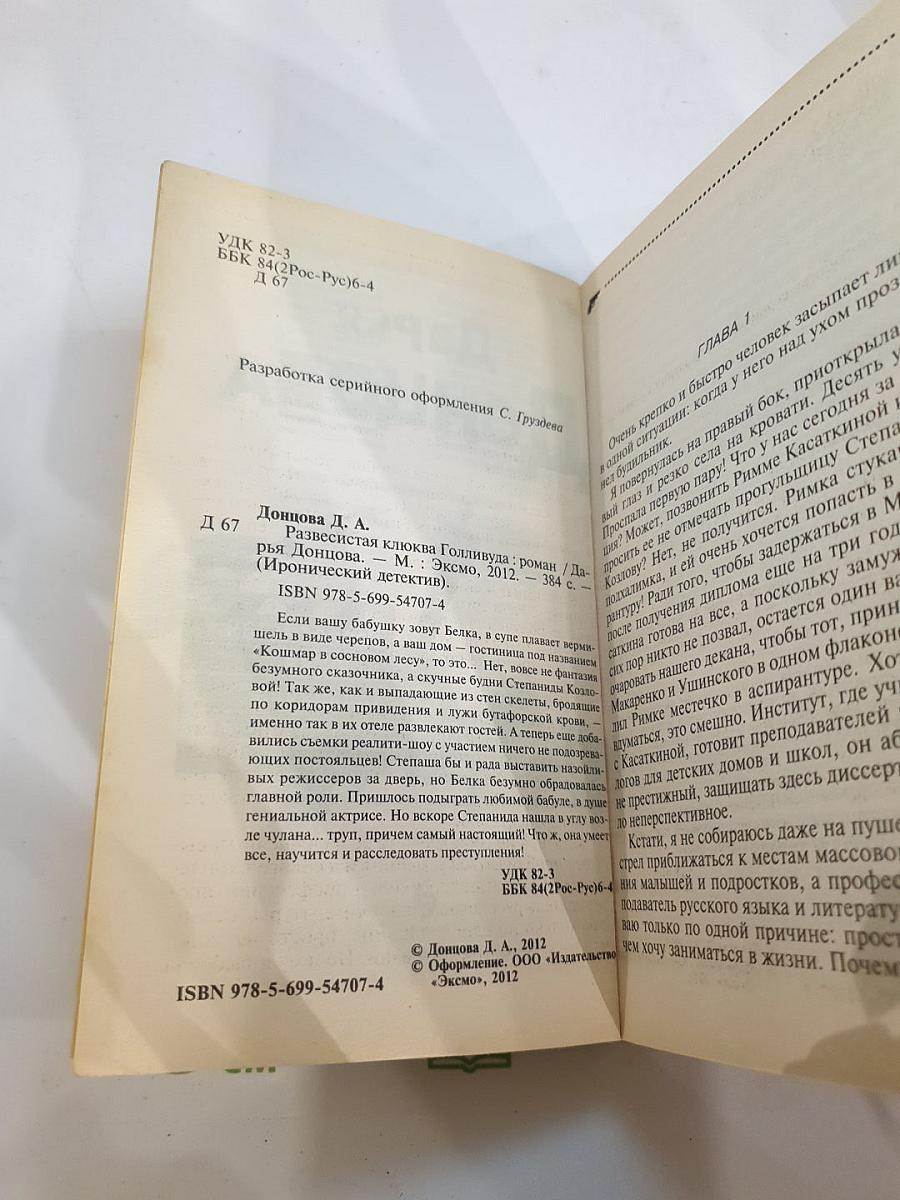 УДК 82-3
ББК 84(2Рос-Рус)6-4
Д 67
Разработка серийного оформления С. Груздева
Донцова Д. А.
Д 67
Развесистая клюква Голливуда : роман / Да-
рья Донцова. — М. : Эксмо, 2012. — 384 с. —
(Иронический детектив).
ISBN 978-5-699-54707-4
Если вашу бабушку зовут Белка, в супе плавает верми-
шель в виде черепов, а ваш дом — гостиница под названием
«Кошмар в сосновом лесу», то это... Нет, вовсе не фантазия
безумного сказочника, а скучные будни Степаниды Козло-
вой! Так же, как и выпадающие из стен скелеты, бродящие
по коридорам привидения и лужи бутафорской крови, —
именно так в их отеле развлекают гостей. А теперь еще доба-
вились съемки реалити-шоу с участием ничего не подозрева-
ющих постояльцев! Степаша бы и рада выставить назойли-
вых режиссеров за дверь, но Белка безумно обрадовалась
главной роли. Пришлось подыграть любимой бабуле, в душе
гениальной актрисе. Но вскоре Степанида нашла в углу воз-
ле чулана... труп, причем самый настоящий! Что ж, она умеет
все, научится и расследовать преступления!
УДК 82-3
ББК 84(2Рос-Рус)6-4
© Донцова Д. А., 2012
© Оформление. ООО «Издательство
«Эксмо», 2012
ISBN 978-5-699-54707-4
ГЛАВА 1
Очень крепко и быстро человек засыпает ли
в одной ситуации: когда у него над ухом проз
нел будильник.
Я повернулась на правый бок, приоткрыла
вый глаз и резко села на кровати. Десять у
Проспала первую пару! Что у нас сегодня за
ция? Может, позвонить Римме Касаткиной и
просить ее не отмечать прогульщицу Степа
Козлову? Нет, не получится. Римка стука
подхалимка, и ей очень хочется попасть в
рантуру! Ради того, чтобы задержаться в М
после получения диплома еще на три год
саткина готова на все, а поскольку замуж
сих пор никто не позвал, остается один ва
очаровать нашего декана, чтобы тот, прин
Макаренко и Ушинского в одном флаконе
лил Римке местечко в аспирантуре. Хот
вдуматься, это смешно. Институт, где учи
с Касаткиной, готовит преподавателей
логов для детских домов и школ, он аб
не престижный, защищать здесь диссерт
ло неперспективное.
Кстати, я не собираюсь даже на пуше
стрел приближаться к местам массово
ния малышей и подростков, а профес
подаватель русского языка и литерату
ваю только по одной причине: прост
чем хочу заниматься в жизни. Почем